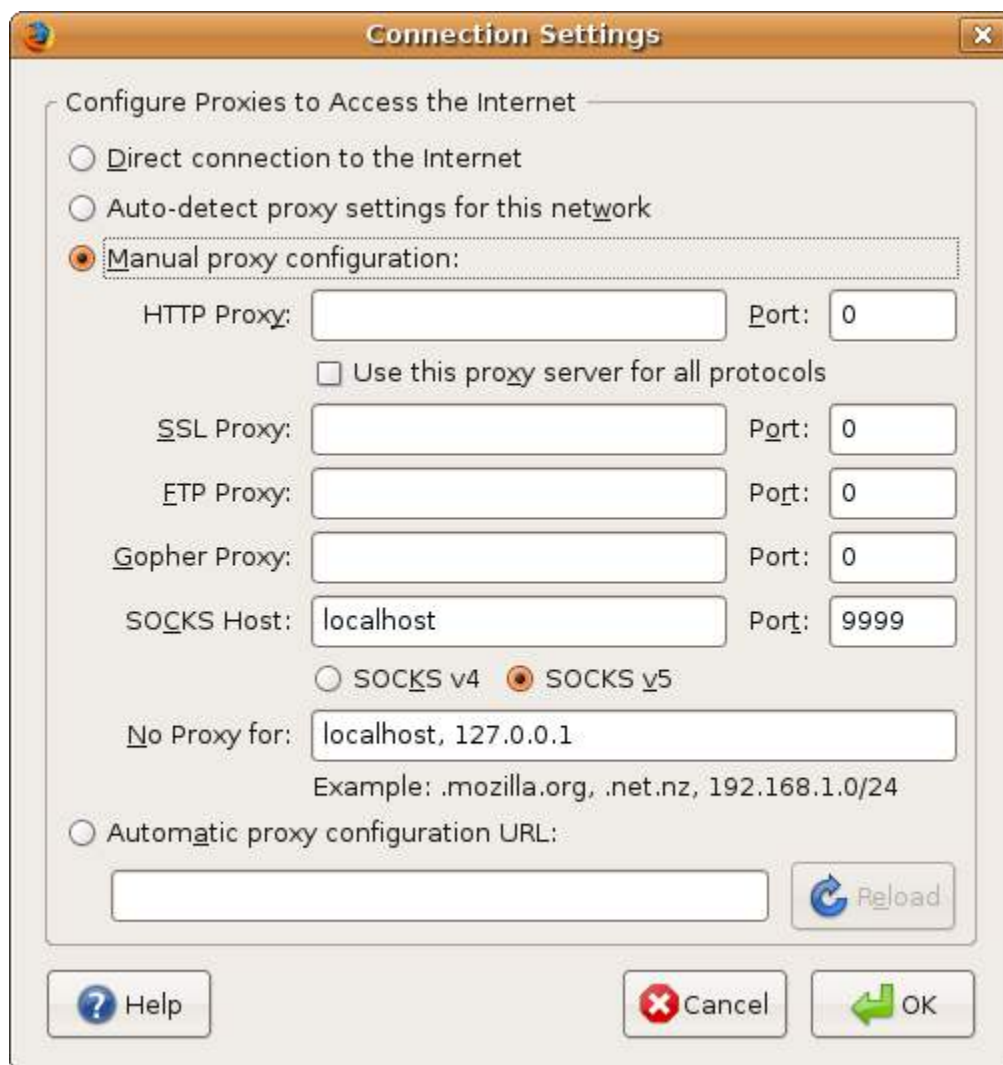 Connection Settings
Configure Proxies to Access the Internet
Direct connection to the Internet
Auto-detect proxy settings for this network
Manual proxy configuration:
HTTP Proxy: Port: 0
Use this proxy server for all protocols
SSL Proxy: Port: 0
FTP Proxy: Port: 0
Gopher Proxy: Port: 0
SOCKS Host: localhost Port: 9999
SOCKS v4 SOCKS v5
No Proxy for: localhost, 127.0.0.1
Example: .mozilla.org, .net.nz, 192.168.1.0/24
Automatic proxy configuration URL:
Reload
Help Cancel OK